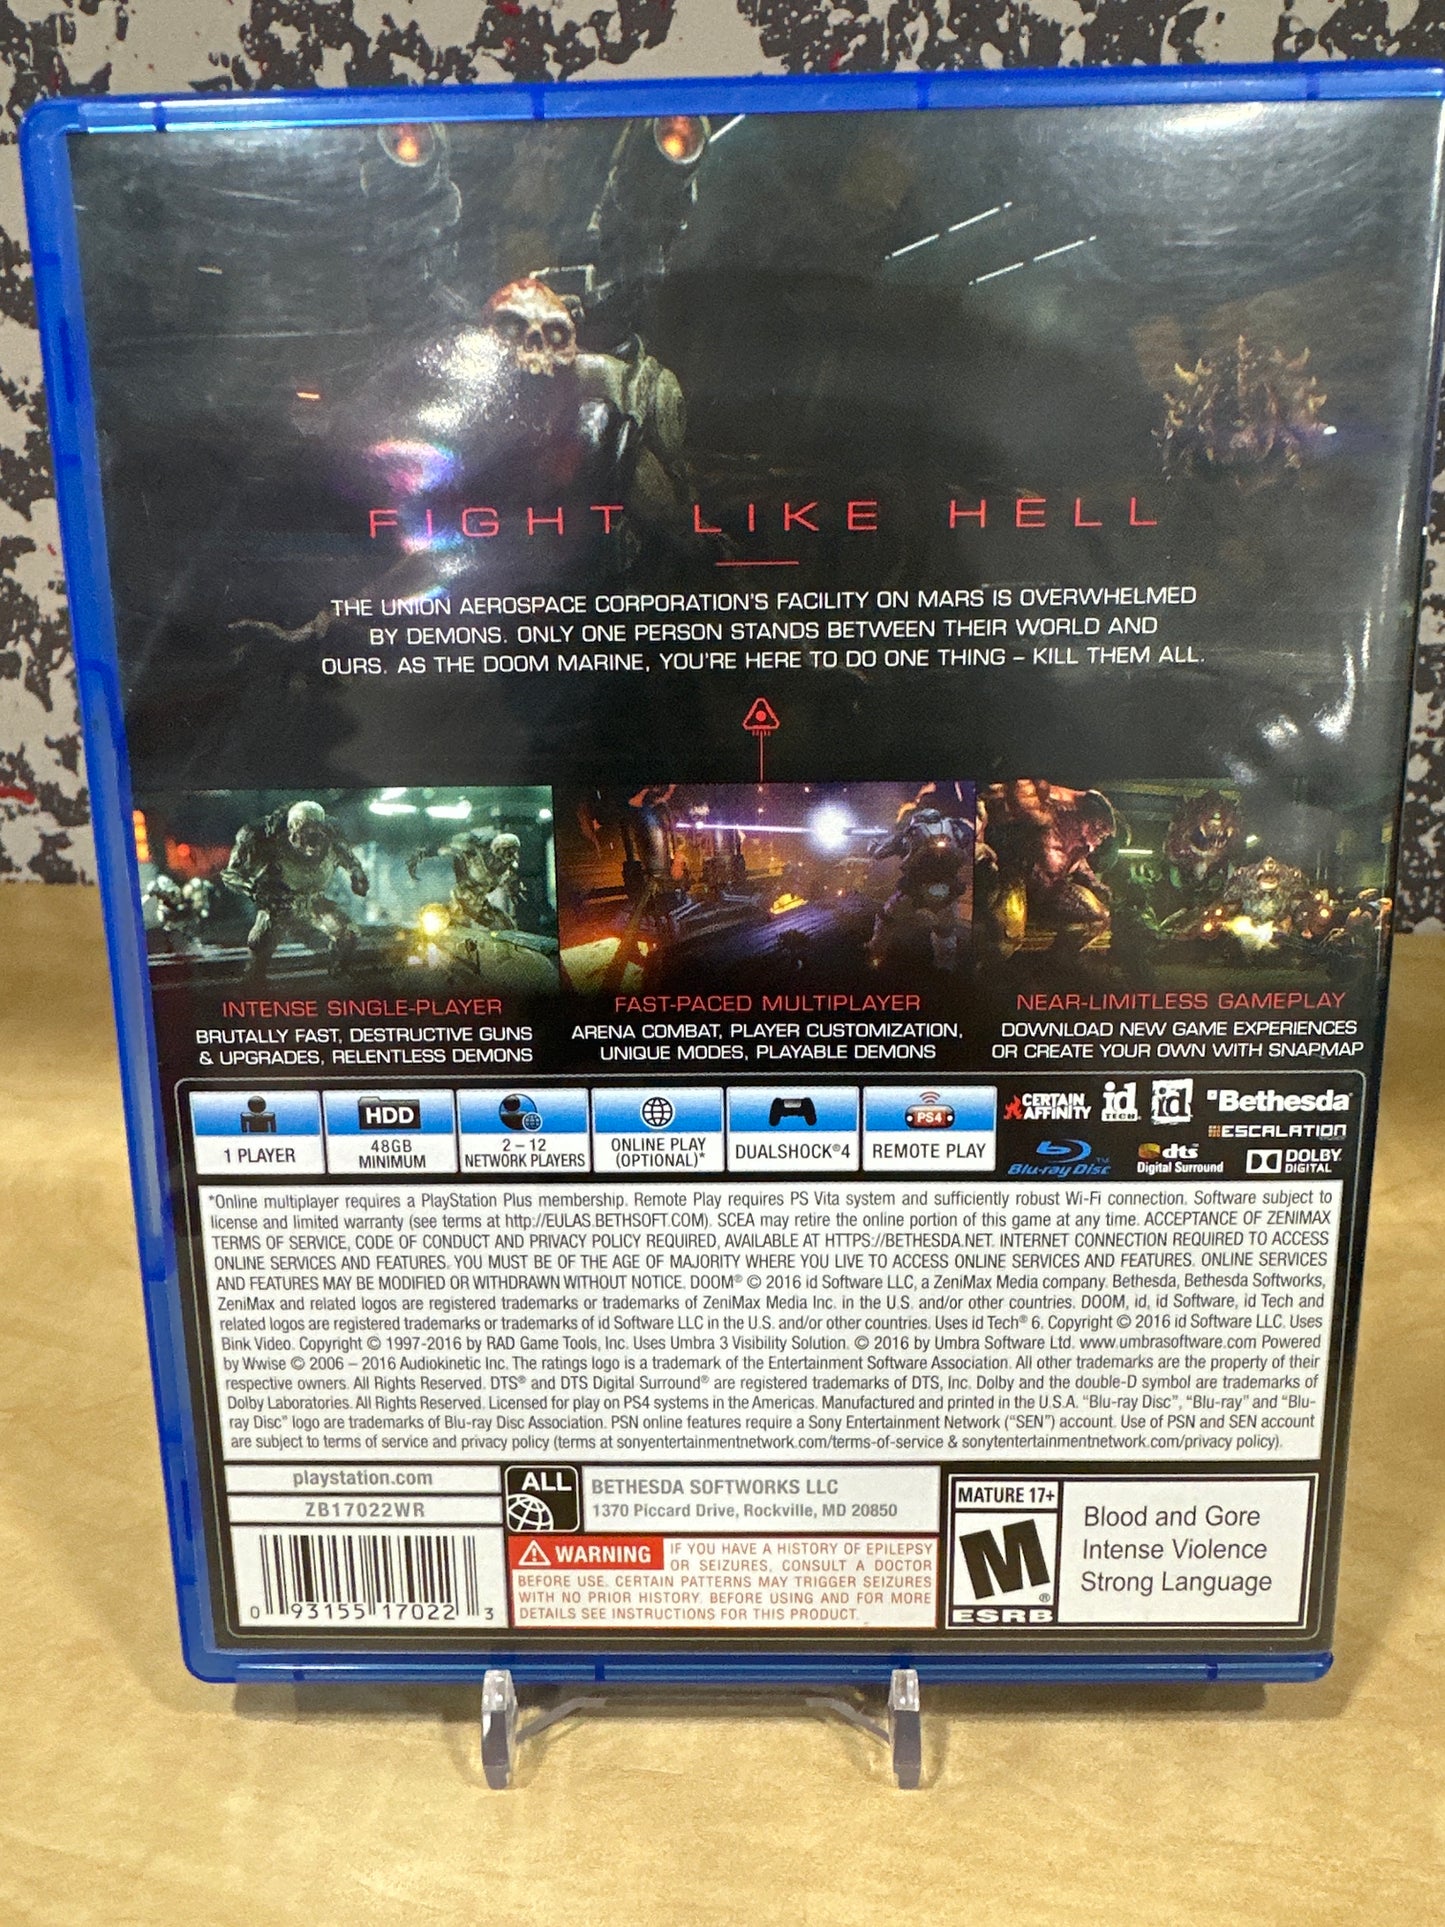 FIGHT LIKE HELL
THE UNION AEROSPACE CORPORATION'S FACILITY ON MARS IS OVERWHELMED
BY DEMONS. ONLY ONE PERSON STANDS BETWEEN THEIR WORLD AND
OURS. AS THE DOOM MARINE, YOU'RE HERE TO DO ONE THING – KILL THEM ALL.
INTENSE SINGLE-PLAYER
BRUTALLY FAST, DESTRUCTIVE GUNS
& UPGRADES, RELENTLESS DEMONS
FAST-PACED MULTIPLAYER
ARENA COMBAT, PLAYER CUSTOMIZATION,
UNIQUE MODES, PLAYABLE DEMONS
NEAR-LIMITLESS GAMEPLAY
DOWNLOAD NEW GAME EXPERIENCES
OR CREATE YOUR OWN WITH SNAPMAP
1 PLAYER
HDD
48GB
MINIMUM
2 – 12
NETWORK PLAYERS
ONLINE PLAY
(OPTIONAL)*
DUALSHOCK®4
PS4
REMOTE PLAY
CERTAIN
AFFINITY
id
TECH
id
Bethesda
ESCALATION
STUDIOS
Blu-ray Disc™
dts
Digital Surround
DOLBY
DIGITAL
*Online multiplayer requires a PlayStation Plus membership. Remote Play requires PS Vita system and sufficiently robust Wi-Fi connection. Software subject to
license and limited warranty (see terms at http://EULAS.BETHSOFT.COM). SCEA may retire the online portion of this game at any time. ACCEPTANCE OF ZENIMAX
TERMS OF SERVICE, CODE OF CONDUCT AND PRIVACY POLICY REQUIRED, AVAILABLE AT HTTPS://BETHESDA.NET. INTERNET CONNECTION REQUIRED TO ACCESS
ONLINE SERVICES AND FEATURES. YOU MUST BE OF THE AGE OF MAJORITY WHERE YOU LIVE TO ACCESS ONLINE SERVICES AND FEATURES. ONLINE SERVICES
AND FEATURES MAY BE MODIFIED OR WITHDRAWN WITHOUT NOTICE. DOOM® © 2016 id Software LLC, a ZeniMax Media company. Bethesda, Bethesda Softworks,
ZeniMax and related logos are registered trademarks or trademarks of ZeniMax Media Inc. in the U.S. and/or other countries. DOOM, id, id Software, id Tech and
related logos are registered trademarks or trademarks of id Software LLC in the U.S. and/or other countries. Uses id Tech® 6. Copyright © 2016 id Software LLC. Uses
Bink Video. Copyright © 1997-2016 by RAD Game Tools, Inc. Uses Umbra 3 Visibility Solution. © 2016 by Umbra Software Ltd. www.umbrasoftware.com Powered
by Wwise © 2006 – 2016 Audiokinetic Inc. The ratings logo is a trademark of the Entertainment Software Association. All other trademarks are the property of their
respective owners. All Rights Reserved. DTS® and DTS Digital Surround® are registered trademarks of DTS, Inc. Dolby and the double-D symbol are trademarks of
Dolby Laboratories. All Rights Reserved. Licensed for play on PS4 systems in the Americas. Manufactured and printed in the U.S.A. “Blu-ray Disc”, “Blu-ray” and “Blu-
ray Disc” logo are trademarks of Blu-ray Disc Association. PSN online features require a Sony Entertainment Network (“SEN”) account. Use of PSN and SEN account
are subject to terms of service and privacy policy (terms at sonyentertainmentnetwork.com/terms-of-service & sonytentertainmentnetwork.com/privacy policy).
playstation.com
ZB17022WR
0 93155 17022 3
ALL
BETHESDA SOFTWORKS LLC
1370 Piccard Drive, Rockville, MD 20850
WARNING IF YOU HAVE A HISTORY OF EPILEPSY
OR SEIZURES, CONSULT A DOCTOR
BEFORE USE. CERTAIN PATTERNS MAY TRIGGER SEIZURES
WITH NO PRIOR HISTORY. BEFORE USING AND FOR MORE
DETAILS SEE INSTRUCTIONS FOR THIS PRODUCT.
MATURE 17+
M
®
ESRB
Blood and Gore
Intense Violence
Strong Language